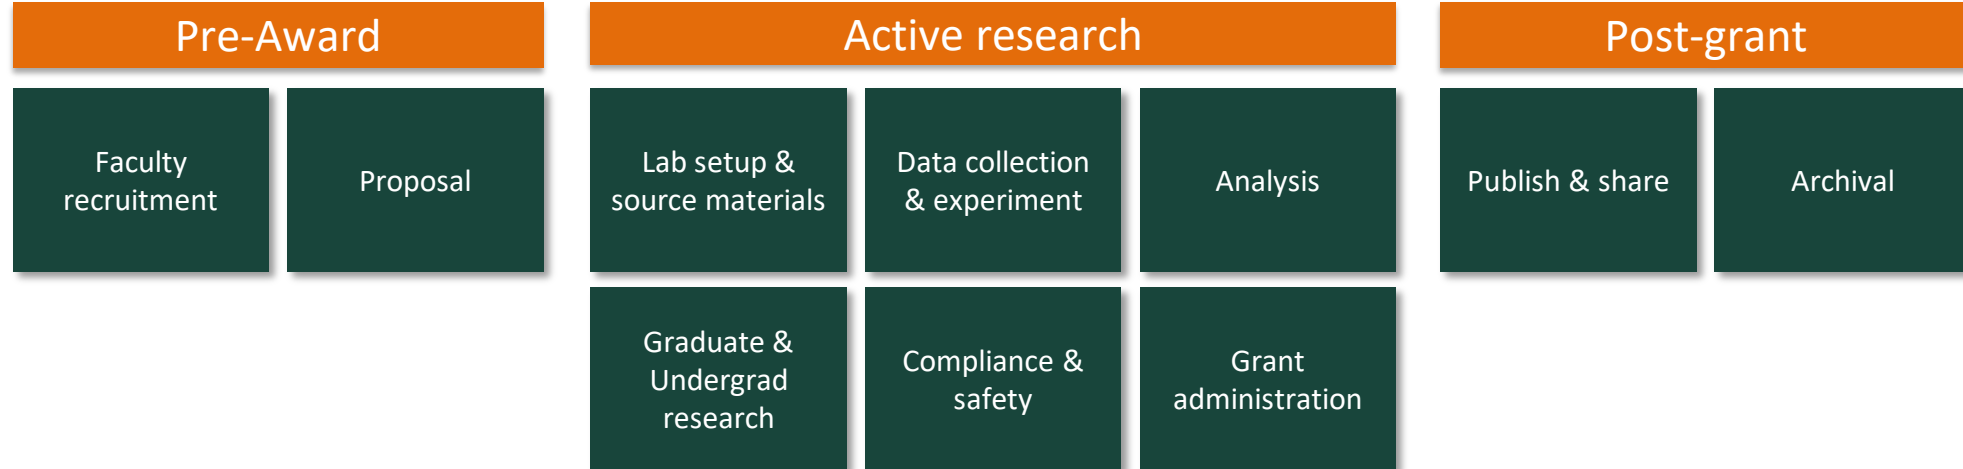 Pre-Award
Active research
Post-grant
Faculty
recruitment
Proposal
Lab setup &
source materials
Data collection
& experiment
Analysis
Publish & share
Archival
Graduate &
Undergrad
research
Compliance &
safety
Grant
administration